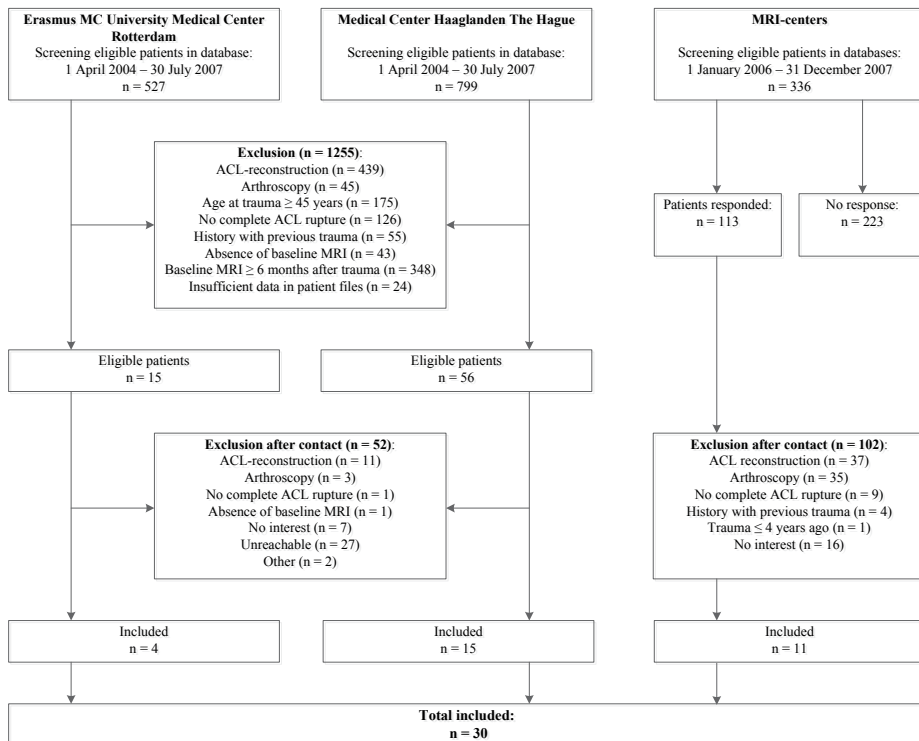 Erasmus MC University Medical Center
Rotterdam
Screening eligible patients in database:
1 April 2004 – 30 July 2007
n = 527
Medical Center Haaglanden The Hague
Screening eligible patients in database:
1 April 2004 – 30 July 2007
n = 799
MRI-centers
Screening eligible patients in databases:
1 January 2006 – 31 December 2007
n = 336
Exclusion (n = 1255):
ACL-reconstruction (n = 439)
Arthroscopy (n = 45)
Age at trauma ≥ 45 years (n = 175)
No complete ACL rupture (n = 126)
History with previous trauma (n = 55)
Absence of baseline MRI (n = 43)
Baseline MRI ≥ 6 months after trauma (n = 348)
Insufficient data in patient files (n = 24)
Patients responded:
n = 113
No response:
n = 223
Eligible patients
n = 15
Eligible patients
n = 56
Exclusion after contact (n = 52):
ACL-reconstruction (n = 11)
Arthroscopy (n = 3)
No complete ACL rupture (n = 1)
Absence of baseline MRI (n = 1)
No interest (n = 7)
Unreachable (n = 27)
Other (n = 2)
Exclusion after contact (n = 102):
ACL reconstruction (n = 37)
Arthroscopy (n = 35)
No complete ACL rupture (n = 9)
History with previous trauma (n = 4)
Trauma ≤ 4 years ago (n = 1)
No interest (n = 16)
Included
n = 4
Included
n = 15
Included
n = 11
Total included:
n = 30